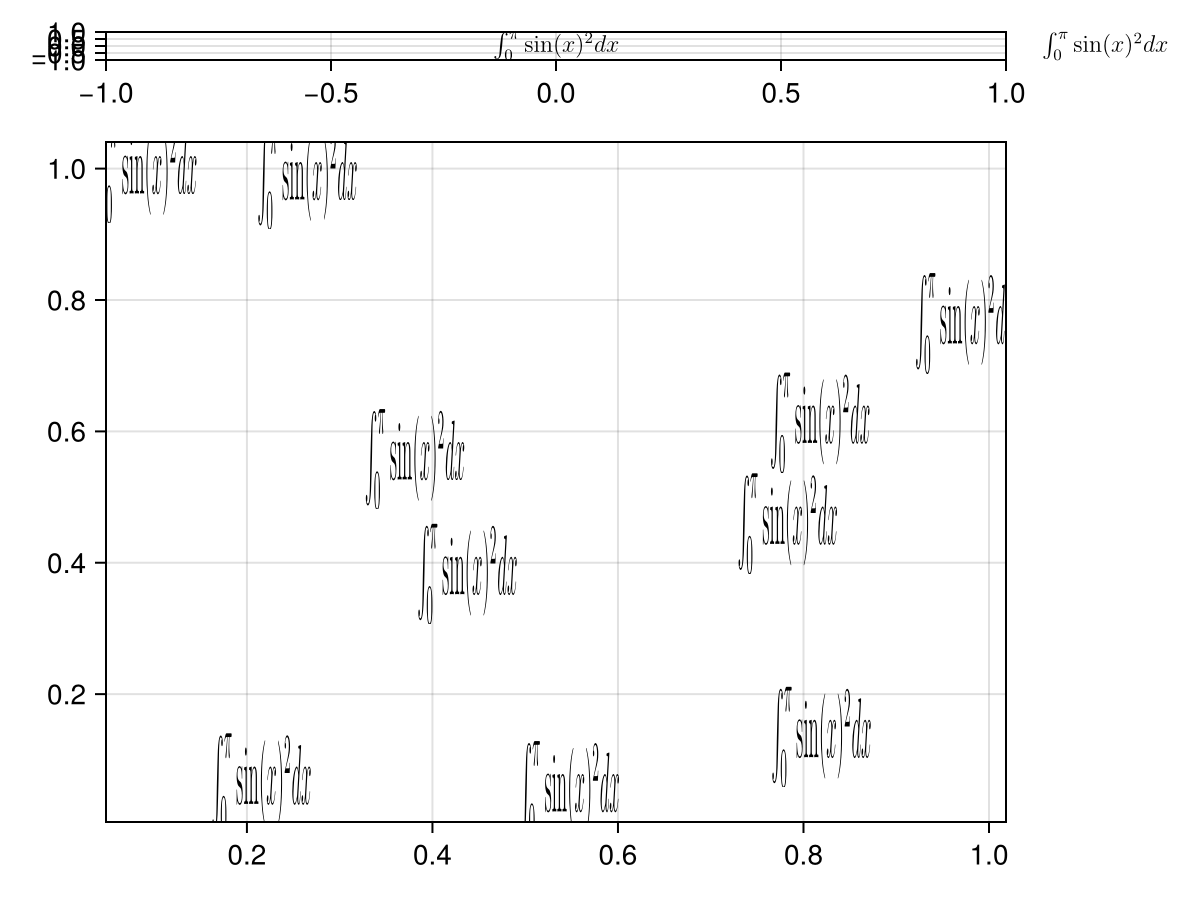 1.0
−1.0
∫₀^π sin(x)²dx ∫₀^π sin(x)²dx
−1.0 −0.5 0.0 0.5 1.0
sin(x)²dx ∫₀^π sin(x)²dx
1.0
∫₀^π sin(x)²d
0.8
∫₀^π sin(x)²dx
∫₀^π sin(x)²dx
0.6
∫₀^π sin(x)²dx
∫₀^π sin(x)²dx
0.4
∫₀^π sin(x)²dx
0.2
∫₀^π sin(x)²dx ∫₀^π sin(x)²dx
0.2 0.4 0.6 0.8 1.0